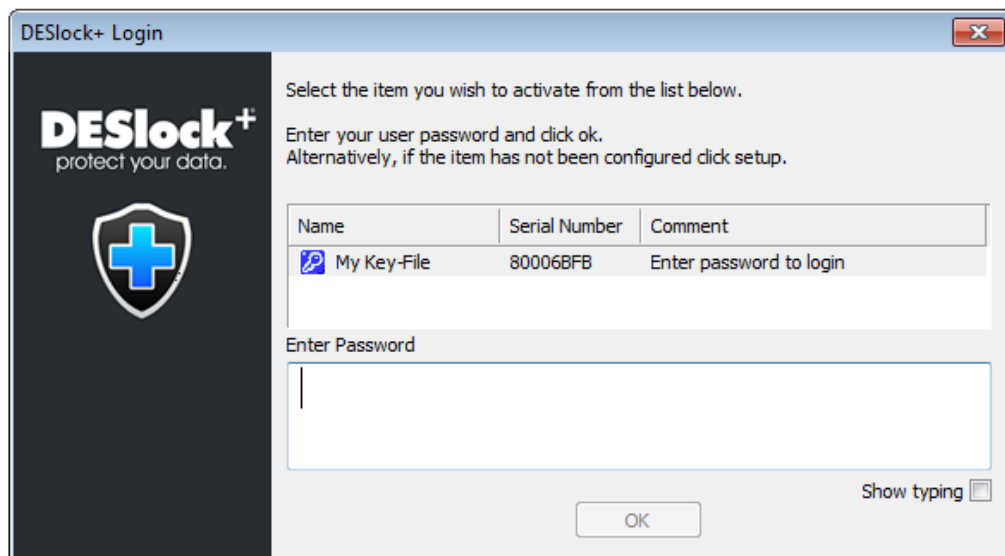 DESlock+ Login
DESlock+
protect your data.
Select the item you wish to activate from the list below.
Enter your user password and click ok.
Alternatively, if the item has not been configured click setup.
Name Serial Number Comment
My Key-File 80006BFB Enter password to login
Enter Password
Show typing
OK